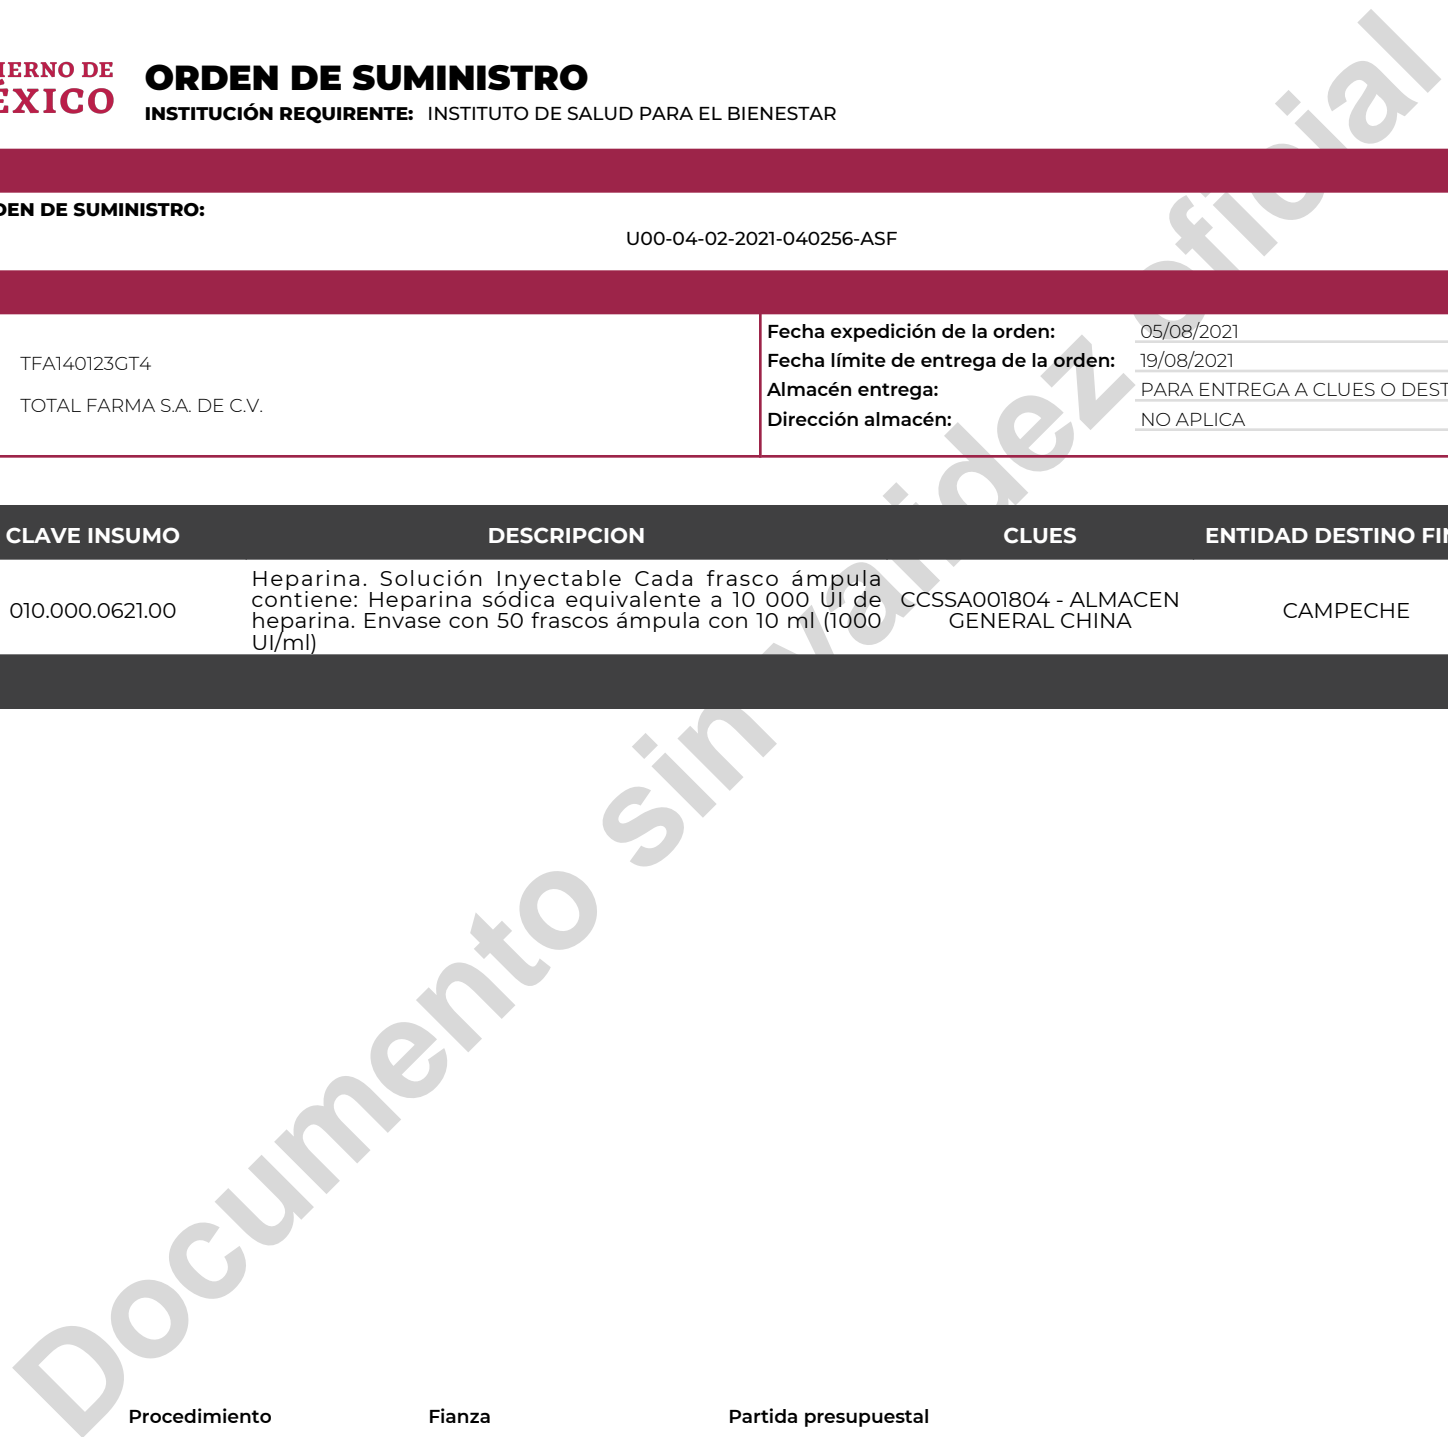 IERNO DE
ÉXICO
ORDEN DE SUMINISTRO
INSTITUCIÓN REQUIRENTE: INSTITUTO DE SALUD PARA EL BIENESTAR
DEN DE SUMINISTRO:
U00-04-02-2021-040256-ASF
TFA140123GT4
TOTAL FARMA S.A. DE C.V.
Fecha expedición de la orden: 05/08/2021
Fecha límite de entrega de la orden: 19/08/2021
Almacén entrega: PARA ENTREGA A CLUES O DEST
Dirección almacén: NO APLICA
CLAVE INSUMO DESCRIPCION CLUES ENTIDAD DESTINO FIN
010.000.0621.00
Heparina. Solución Inyectable Cada frasco ámpula
contiene: Heparina sódica equivalente a 10 000 UI de
heparina. Envase con 50 frascos ámpula con 10 ml (1000
UI/ml)
CCSSA001804 - ALMACEN
GENERAL CHINA
CAMPECHE
Documento sin validez oficial
Procedimiento Fianza Partida presupuestal